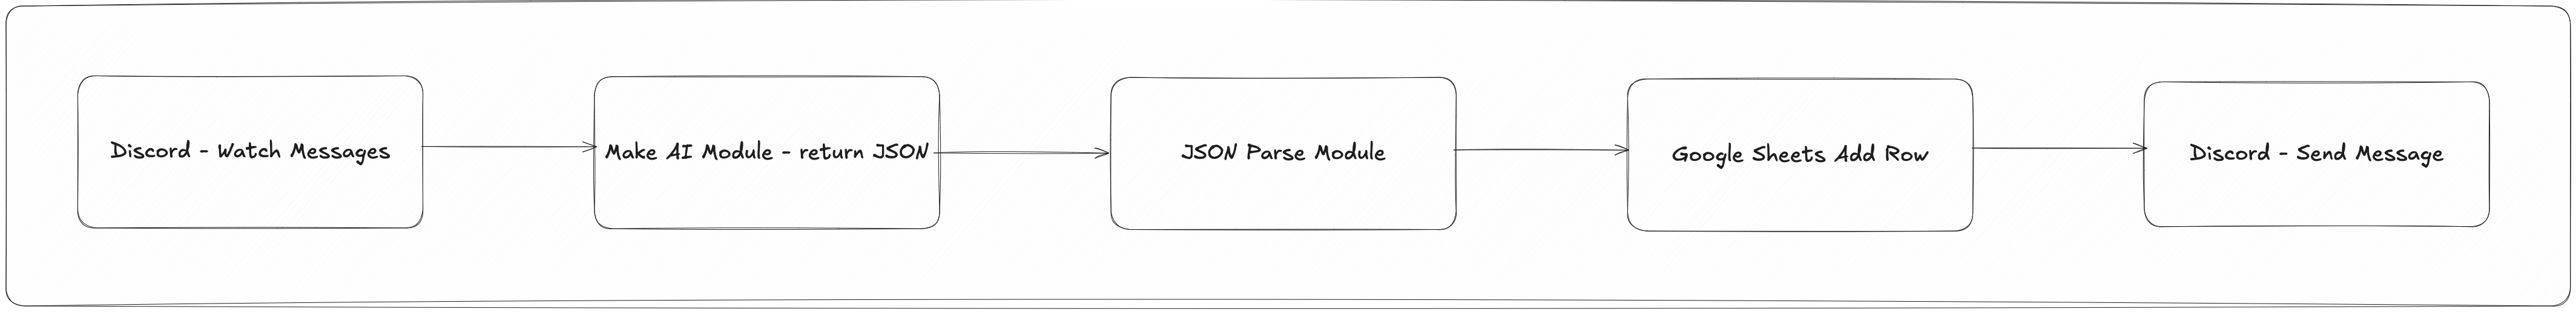 Discord - Watch Messages
Make AI Module - return JSON
JSON Parse Module
Google Sheets Add Row
Discord - Send Message